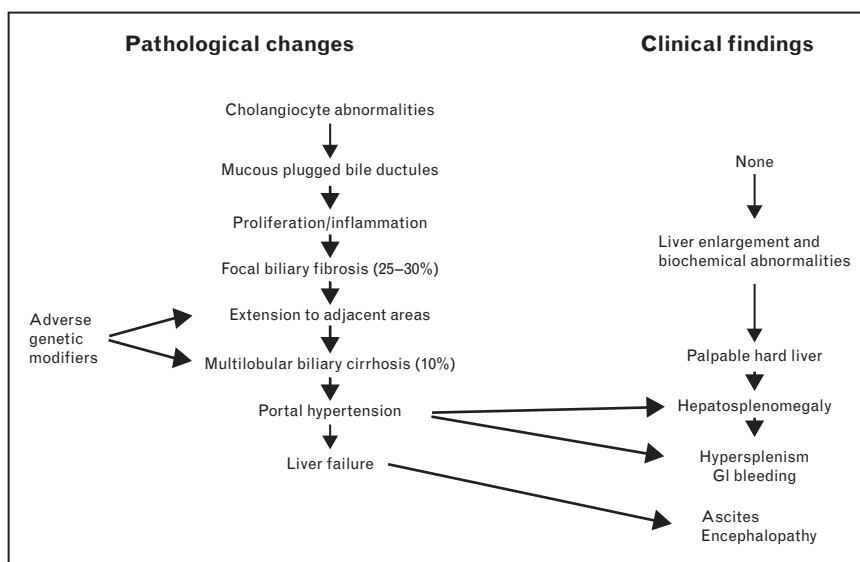 Pathological changes
Clinical findings
Cholangiocyte abnormalities
Mucous plugged bile ductules
Proliferation/inflammation
Focal biliary fibrosis (25–30%)
Extension to adjacent areas
Multilobular biliary cirrhosis (10%)
Portal hypertension
Liver failure
Adverse
genetic
modifiers
None
Liver enlargement and
biochemical abnormalities
Palpable hard liver
Hepatosplenomegaly
Hypersplenism
GI bleeding
Ascites
Encephalopathy